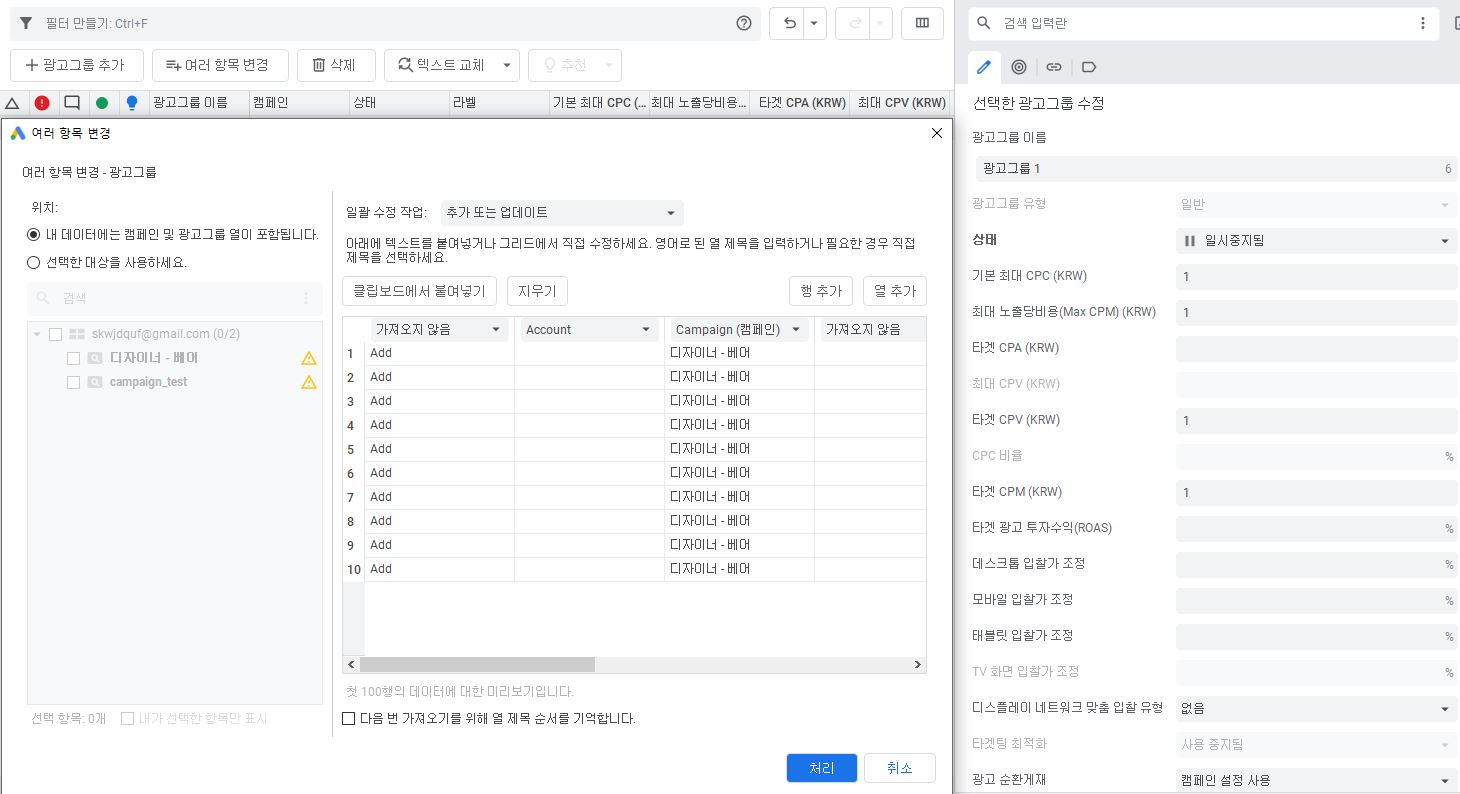 필터 만들기: Ctrl+F
검색 입력란
광고그룹 추가
여러 항목 변경
삭제
텍스트 교체
추천
광고그룹 이름
캠페인
상태
라벨
기본 최대 CPC (...
최대 노출당비용...
타겟 CPA (KRW)
최대 CPV (KRW)
여러 항목 변경
여러 항목 변경 - 광고그룹
위치:
내 데이터에는 캠페인 및 광고그룹 열이 포함됩니다.
선택한 대상을 사용하세요.
검색
skwjdquf@gmail.com (0/2)
디자이너 - 베어
campaign_test
선택 항목: 0개
내가 선택한 항목만 표시
일괄 수정 작업:
추가 또는 업데이트
아래에 텍스트를 붙여넣거나 그리드에서 직접 수정하세요. 영어로 된 열 제목을 입력하거나 필요한 경우 직접
제목을 선택하세요.
클립보드에서 붙여넣기
지우기
행 추가
열 추가
가져오지 않음
Account
Campaign (캠페인)
가져오지 않음
1 Add 디자이너 - 베어
2 Add 디자이너 - 베어
3 Add 디자이너 - 베어
4 Add 디자이너 - 베어
5 Add 디자이너 - 베어
6 Add 디자이너 - 베어
7 Add 디자이너 - 베어
8 Add 디자이너 - 베어
9 Add 디자이너 - 베어
10 Add 디자이너 - 베어
첫 100행의 데이터에 대한 미리보기입니다.
다음 번 가져오기를 위해 열 제목 순서를 기억합니다.
처리
취소
선택한 광고그룹 수정
광고그룹 이름
광고그룹 1
6
광고그룹 유형
일반
상태
일시중지됨
기본 최대 CPC (KRW)
1
최대 노출당비용(Max CPM) (KRW)
1
타겟 CPA (KRW)
최대 CPV (KRW)
타겟 CPV (KRW)
1
CPC 비율
%
타겟 CPM (KRW)
1
타겟 광고 투자수익(ROAS)
%
데스크톱 입찰가 조정
%
모바일 입찰가 조정
%
태블릿 입찰가 조정
%
TV 화면 입찰가 조정
%
디스플레이 네트워크 맞춤 입찰 유형
없음
타겟팅 최적화
사용 중지됨
광고 순환게재
캠페인 설정 사용